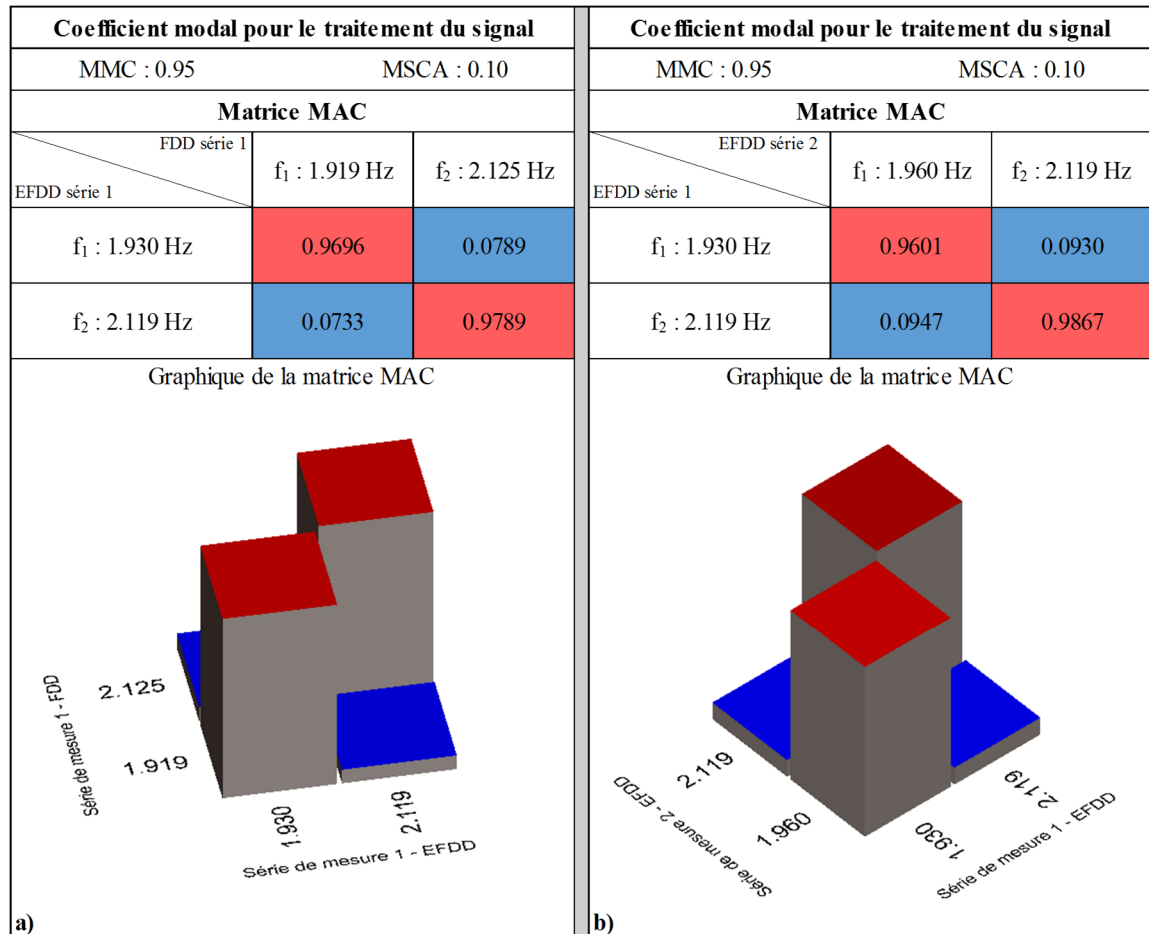 Coefficient modal pour le traitement du signal
MMC : 0.95 MSCA : 0.10
Matrice MAC
FDD série 1
EFDD série 1
f₁ : 1.919 Hz f₂ : 2.125 Hz
f₁ : 1.930 Hz 0.9696 0.0789
f₂ : 2.119 Hz 0.0733 0.9789
Graphique de la matrice MAC
Série de mesure 1 - FDD
2.125
1.919
1.930
2.119
Série de mesure 1 - EFDD
a)
Coefficient modal pour le traitement du signal
MMC : 0.95 MSCA : 0.10
Matrice MAC
EFDD série 2
EFDD série 1
f₁ : 1.960 Hz f₂ : 2.119 Hz
f₁ : 1.930 Hz 0.9601 0.0930
f₂ : 2.119 Hz 0.0947 0.9867
Graphique de la matrice MAC
2.119
1.960
Série de mesure 2 - EFDD
1.930
2.119
Série de mesure 1 - EFDD
b)